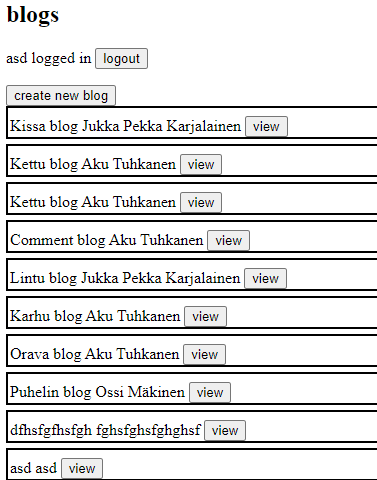 blogs
asd logged in logout
create new blog
Kissa blog Jukka Pekka Karjalainen view
Kettu blog Aku Tuhkanen view
Kettu blog Aku Tuhkanen view
Comment blog Aku Tuhkanen view
Lintu blog Jukka Pekka Karjalainen view
Karhu blog Aku Tuhkanen view
Orava blog Aku Tuhkanen view
Puhelin blog Ossi Mäkinen view
dfhsfgfhsfgh fghsfghsfghghsf view
asd asd view